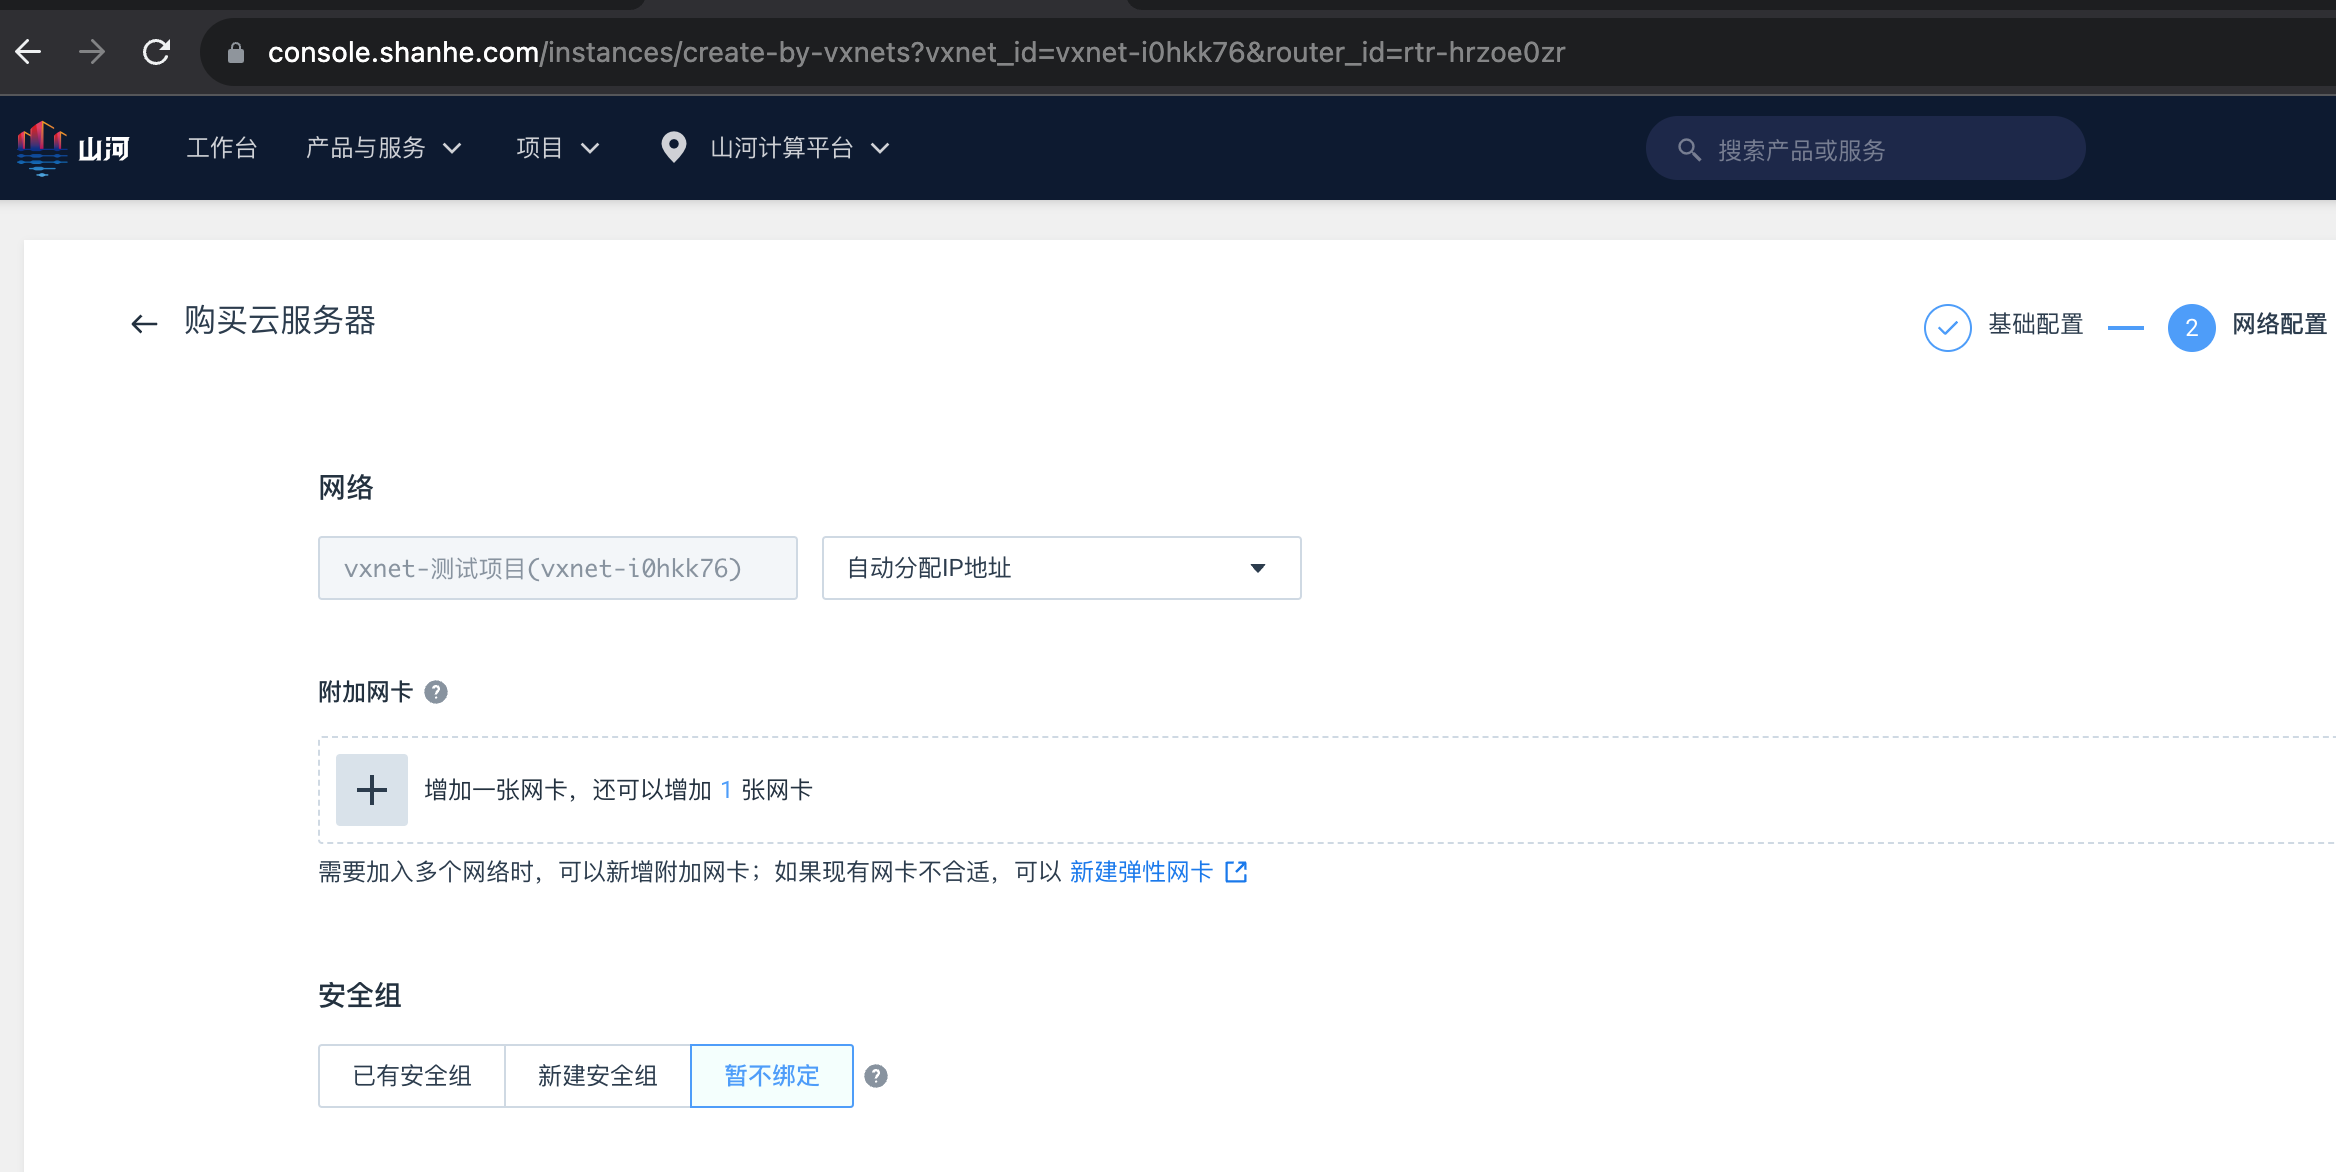 console.shanhe.com/instances/create-by-vxnets?vxnet_id=vxnet-i0hkk76&router_id=rtr-hrzoe0zr
山河 工作台 产品与服务 项目 山河计算平台 搜索产品或服务
购买云服务器 基础配置 2 网络配置
网络
vxnet-测试项目(vxnet-i0hkk76) 自动分配IP地址
附加网卡 ?
增加一张网卡，还可以增加 1 张网卡
需要加入多个网络时，可以新增附加网卡；如果现有网卡不合适，可以 新建弹性网卡
安全组
已有安全组 新建安全组 暂不绑定 ?